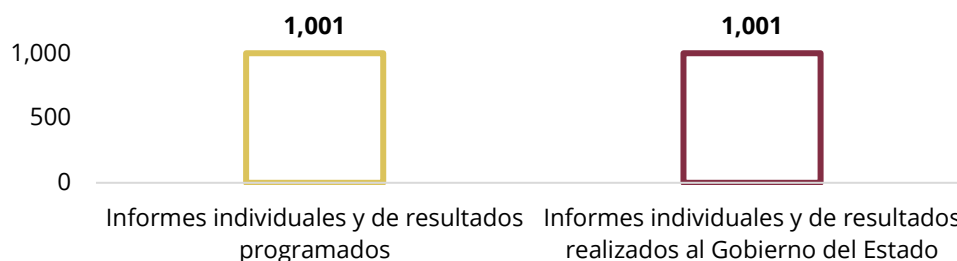 1,001 1,001
1,000
500
0
Informes individuales y de resultados
programados
Informes individuales y de resultados
realizados al Gobierno del Estado